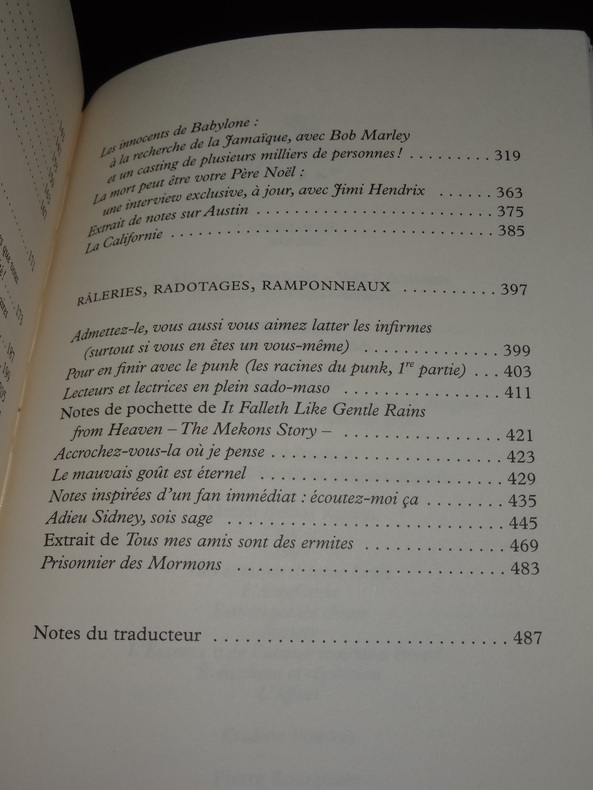 Les innocents de Babylone :
à la recherche de la Jamaïque, avec Bob Marley
et un casting de plusieurs milliers de personnes ! . . . . . . . . . 319
La mort peut être votre Père Noël :
une interview exclusive, à jour, avec Jimi Hendrix . . . . . . 363
Extrait de notes sur Austin . . . . . . . . . . . . . . . . . . . . . . . . . . 375
La Californie . . . . . . . . . . . . . . . . . . . . . . . . . . . . . . . . . . . 385
RÂLERIES, RADOTAGES, RAMPONNEAUX . . . . . . . . . . 397
Admettez-le, vous aussi vous aimez latter les infirmes
(surtout si vous en êtes un vous-même) . . . . . . . . . . . . . . 399
Pour en finir avec le punk (les racines du punk, 1re partie) . . . 403
Lecteurs et lectrices en plein sado-maso . . . . . . . . . . . . . . . . 411
Notes de pochette de It Falleth Like Gentle Rains
from Heaven – The Mekons Story – . . . . . . . . . . . . . . . . . 421
Accrochez-vous-la où je pense . . . . . . . . . . . . . . . . . . . . . . . . 423
Le mauvais goût est éternel . . . . . . . . . . . . . . . . . . . . . . . . . 429
Notes inspirées d'un fan immédiat : écoutez-moi ça . . . . . . . . 435
Adieu Sidney, sois sage . . . . . . . . . . . . . . . . . . . . . . . . . . . . 445
Extrait de Tous mes amis sont des ermites . . . . . . . . . . . . . . 469
Prisonnier des Mormons . . . . . . . . . . . . . . . . . . . . . . . . . . . 483
Notes du traducteur . . . . . . . . . . . . . . . . . . . . . . . . . . . . . . 487